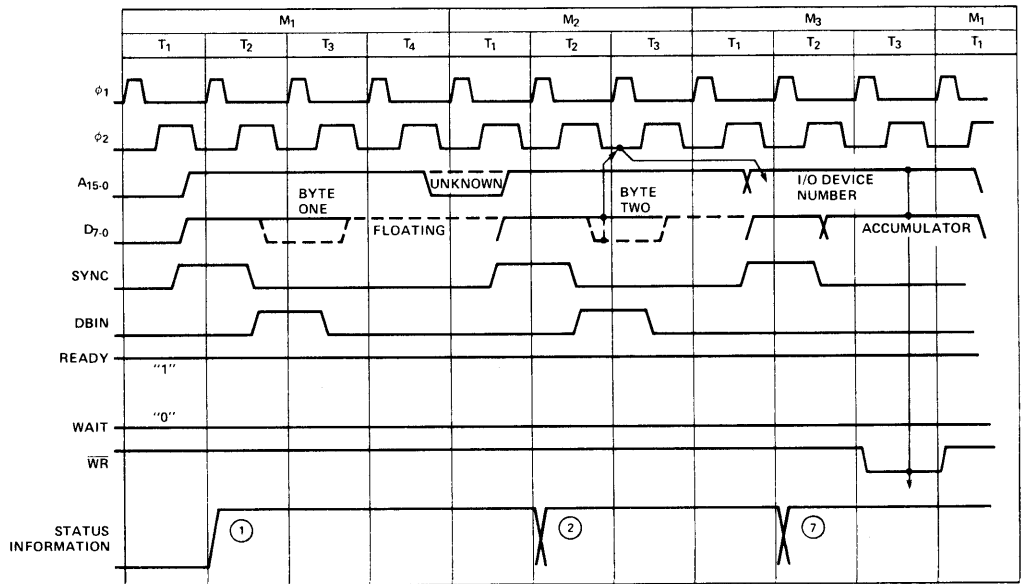 M1 M2 M3 M1
T1 T2 T3 T4 T1 T2 T3 T1 T2 T3 T1
ϕ1
ϕ2
A15-0 UNKNOWN I/O DEVICE NUMBER
BYTE ONE BYTE TWO
D7-0 FLOATING ACCUMULATOR
SYNC
DBIN
READY
"1"
"0"
WAIT
WR
STATUS INFORMATION 1 2 7